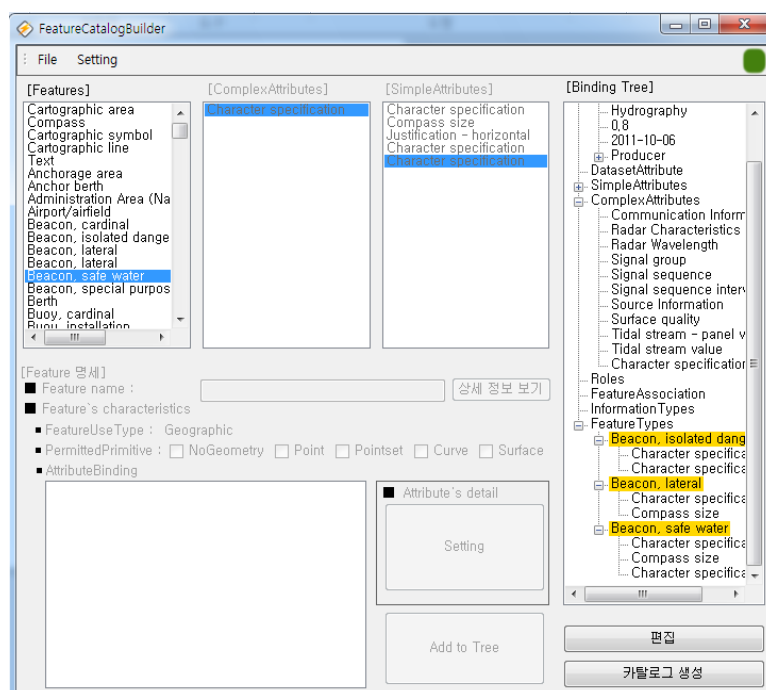 FeatureCatalogBuilder
File Setting
[Features]
Cartographic area
Compass
Cartographic symbol
Cartographic line
Text
Anchorage area
Anchor berth
Administration Area (Na
Airport/airfield
Beacon, cardinal
Beacon, isolated dange
Beacon, lateral
Beacon, lateral
Beacon, safe water
Beacon, special purpos
Berth
Buoy, cardinal
Buoy, installation
[ComplexAttributes]
Character specification
[SimpleAttributes]
Character specification
Compass size
Justification - horizontal
Character specification
Character specification
[Binding Tree]
Hydrography
0,8
2011-10-06
Producer
DatasetAttribute
SimpleAttributes
ComplexAttributes
Communication Inform
Radar Characteristics
Radar Wavelength
Signal group
Signal sequence
Signal sequence interv
Source Information
Surface quality
Tidal stream - panel v
Tidal stream value
Character specification
Roles
FeatureAssociation
InformationTypes
FeatureTypes
Beacon, isolated dang
Character specifica
Character specifica
Beacon, lateral
Character specifica
Compass size
Beacon, safe water
Character specifica
Compass size
Character specifica
[Feature 명세]
Feature name :
상세 정보 보기
Feature`s characteristics
FeatureUseType : Geographic
PermittedPrimitive : NoGeometry Point Pointset Curve Surface
AttributeBinding
Attribute`s detail
Setting
Add to Tree
편집
카탈로그 생성